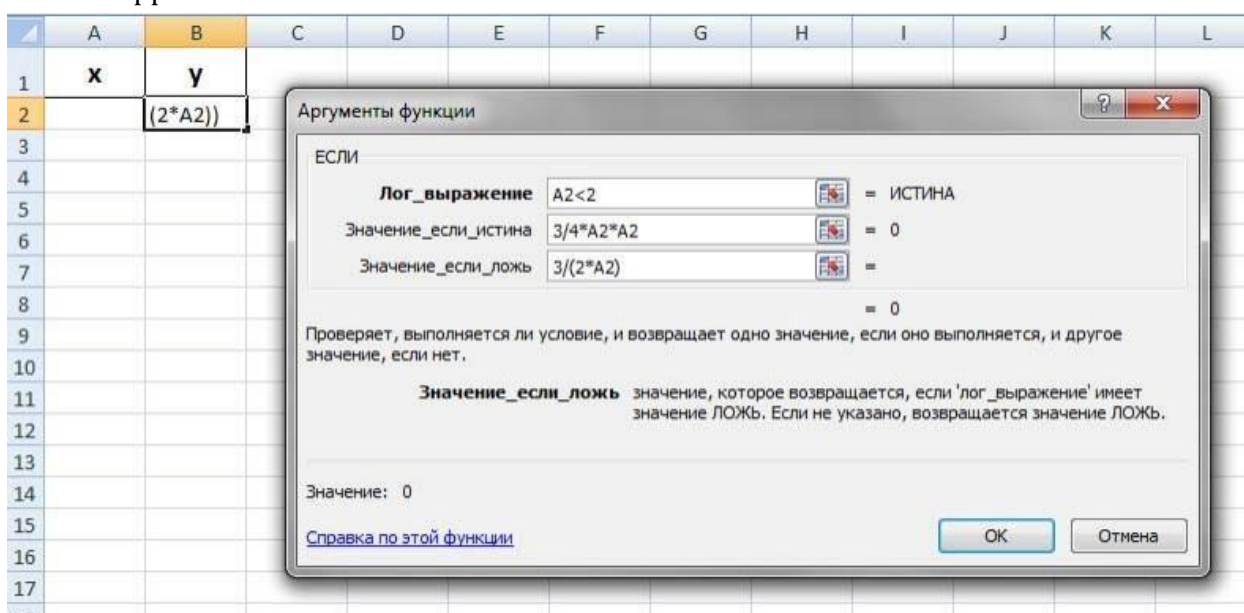 A B C D E F G H I J K L
1 x y
2 (2*A2))
Аргументы функции
3
ЕСЛИ
4
Лог_выражение A2<2 = ИСТИНА
5
Значение_если_истина 3/4*A2*A2 = 0
6
Значение_если_ложь 3/(2*A2) =
7
8
= 0
Проверяет, выполняется ли условие, и возвращает одно значение, если оно выполняется, и другое
9
значение, если нет.
10
Значение_если_ложь значение, которое возвращается, если 'лог_выражение' имеет
11
значение ЛОЖЬ. Если не указано, возвращается значение ЛОЖЬ.
12
13
14
Значение: 0
15
Справка по этой функции ОК Отмена
16
17